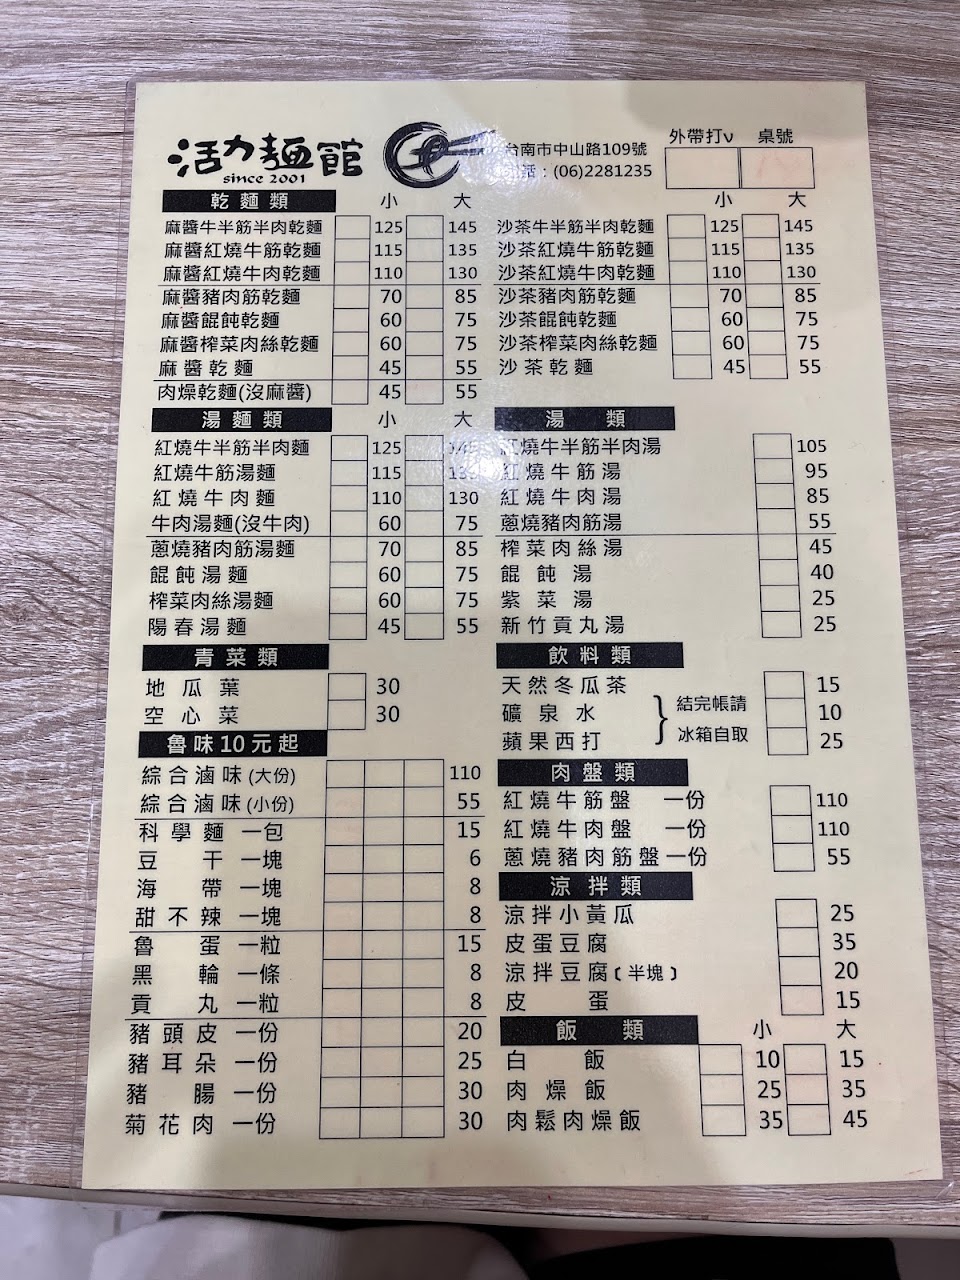 活力麵館
since 2001
台南市中山路109號
話：(06)2281235
外帶打v 桌號
乾麵類 小 大
麻醬牛半筋半肉乾麵 125 145
麻醬紅燒牛筋乾麵 115 135
麻醬紅燒牛肉乾麵 110 130
麻醬豬肉筋乾麵 70 85
麻醬餛飩乾麵 60 75
麻醬榨菜肉絲乾麵 60 75
麻醬乾麵 45 55
肉燥乾麵(沒麻醬) 45 55
小 大
沙茶牛半筋半肉乾麵 125 145
沙茶紅燒牛筋乾麵 115 135
沙茶紅燒牛肉乾麵 110 130
沙茶豬肉筋乾麵 70 85
沙茶餛飩乾麵 60 75
沙茶榨菜肉絲乾麵 60 75
沙茶乾麵 45 55
湯麵類 小 大
紅燒牛半筋半肉麵 125 145
紅燒牛筋湯麵 115 135
紅燒牛肉麵 110 130
牛肉湯麵(沒牛肉) 60 75
蔥燒豬肉筋湯麵 70 85
餛飩湯麵 60 75
榨菜肉絲湯麵 60 75
陽春湯麵 45 55
湯類
紅燒牛半筋半肉湯 105
紅燒牛筋湯 95
紅燒牛肉湯 85
蔥燒豬肉筋湯 55
榨菜肉絲湯 45
餛飩湯 40
紫菜湯 25
新竹貢丸湯 25
青菜類
地瓜葉 30
空心菜 30
魯味10元起
綜合滷味(大份) 110
綜合滷味(小份) 55
科學麵 一包 15
豆干 一塊 6
海帶 一塊 8
甜不辣 一塊 8
魯蛋 一粒 15
黑輪 一條 8
貢丸 一粒 8
豬頭皮 一份 20
豬耳朵 一份 25
豬腸 一份 30
菊花肉 一份 30
飲料類
天然冬瓜茶 15
礦泉水 10
蘋果西打 25
結完帳請
冰箱自取
肉盤類
紅燒牛筋盤 一份 110
紅燒牛肉盤 一份 110
蔥燒豬肉筋盤 一份 55
涼拌類
涼拌小黃瓜 25
皮蛋豆腐 35
涼拌豆腐(半塊) 20
皮蛋 15
飯類 小 大
白飯 10 15
肉燥飯 25 35
肉鬆肉燥飯 35 45